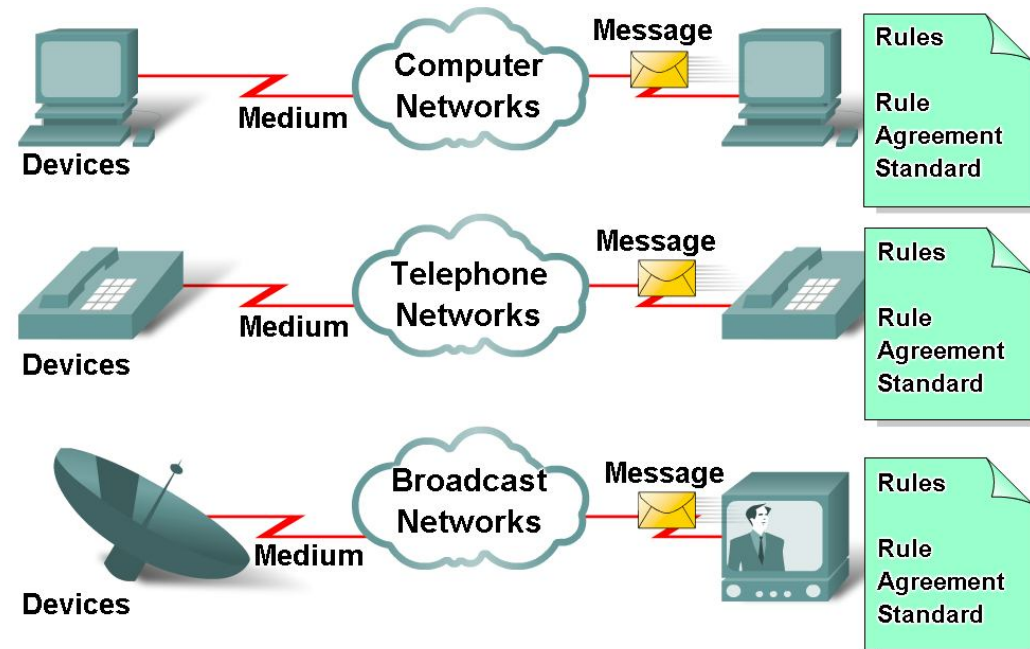 Message
Computer
Networks
Medium
Devices
Rules
Rule
Agreement
Standard
Message
Telephone
Networks
Medium
Devices
Rules
Rule
Agreement
Standard
Message
Broadcast
Networks
Medium
Devices
Rules
Rule
Agreement
Standard